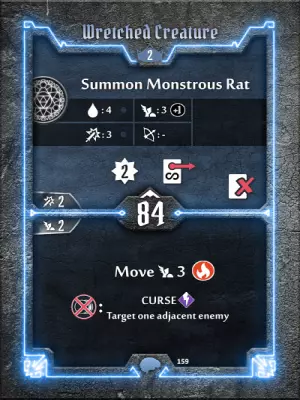 Wretched Creature
2
Summon Monstrous Rat
:4 :3 +1
:3 :-
2
2
84
2
Move 3
: CURSE
Target one adjacent enemy
159